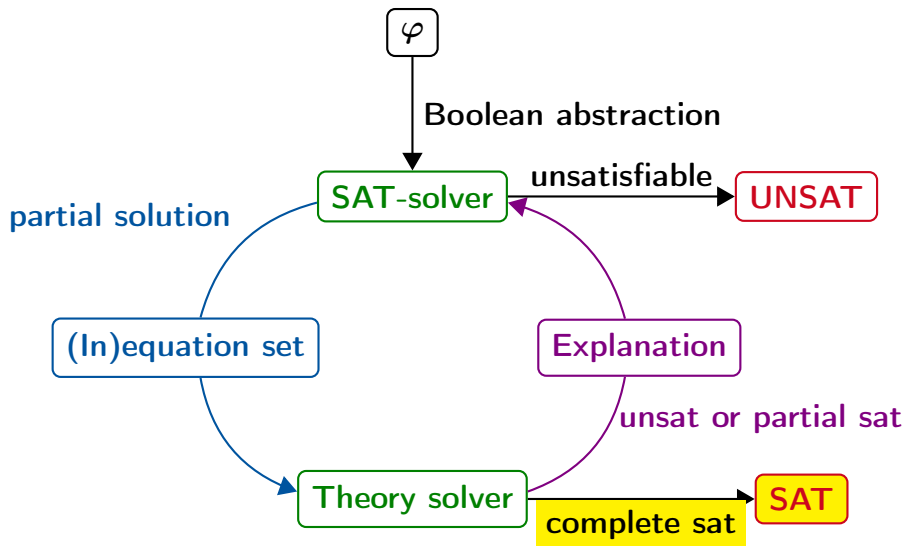 φ
Boolean abstraction
SAT-solver
unsatisfiable
UNSAT
partial solution
(In)equation set
Explanation
unsat or partial sat
Theory solver
complete sat
SAT